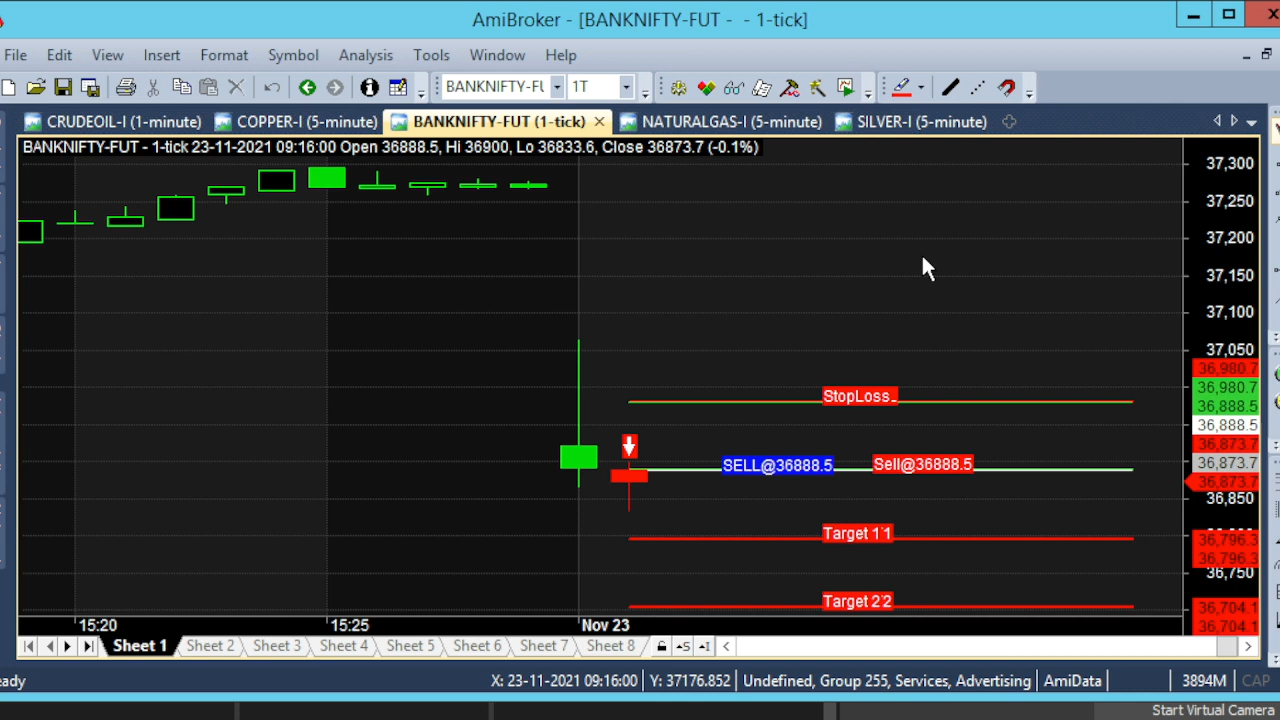 AmiBroker - [BANKNIFTY-FUT - - 1-tick]
File Edit View Insert Format Symbol Analysis Tools Window Help
BANKNIFTY-FU 1T
CRUDEOIL-I (1-minute) COPPER-I (5-minute) BANKNIFTY-FUT (1-tick) NATURALGAS-I (5-minute) SILVER-I (5-minute)
BANKNIFTY-FUT - 1-tick 23-11-2021 09:16:00 Open 36888.5, Hi 36900, Lo 36833.6, Close 36873.7 (-0.1%)
37,300
37,250
37,200
37,150
37,100
37,050
36,980.7
36,980.7
StopLoss_
36,888.5
36,888.5
36,873.7
SELL@36888.5 Sell@36888.5
36,873.7
36,873.7
36,850
Target 1 1
36,796.3
36,796.3
36,750
Target 2 2
36,704.1
36,704.1
15:20 15:25 Nov 23
Sheet 1 Sheet 2 Sheet 3 Sheet 4 Sheet 5 Sheet 6 Sheet 7 Sheet 8
eady X: 23-11-2021 09:16:00 Y: 37176.852 Undefined, Group 255, Services, Advertising AmiData 3894M CAP
Start Virtual Camera